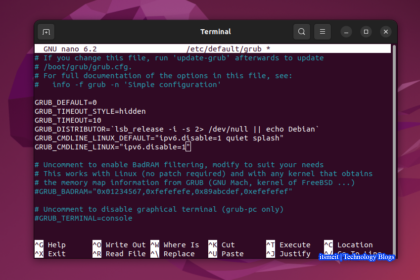 Terminal
GNU nano 6.2 /etc/default/grub *
# If you change this file, run 'update-grub' afterwards to update
# /boot/grub/grub.cfg.
# For full documentation of the options in this file, see:
# info -f grub -n 'Simple configuration'
GRUB_DEFAULT=0
GRUB_TIMEOUT_STYLE=hidden
GRUB_TIMEOUT=10
GRUB_DISTRIBUTOR=`lsb_release -i -s 2> /dev/null || echo Debian`
GRUB_CMDLINE_LINUX_DEFAULT="ipv6.disable=1 quiet splash"
GRUB_CMDLINE_LINUX="ipv6.disable=1"
# Uncomment to enable BadRAM filtering, modify to suit your needs
# This works with Linux (no patch required) and with any kernel that obtains
# the memory map information from GRUB (GNU Mach, kernel of FreeBSD ...)
#GRUB_BADRAM="0x01234567,0xfefefefe,0x89abcdef,0xefefefef"
# Uncomment to disable graphical terminal (grub-pc only)
#GRUB_TERMINAL=console
^G Help ^O Write Out ^W Where Is ^K Cut ^T Execute ^C Location
^X Exit ^R Read File ^\ Replace ^U Paste ^J Justify ^/ Go To Line
| Technology Blogs